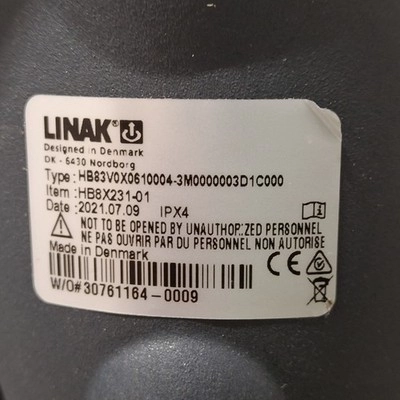 LINAK®
Designed in Denmark
DK - 6430 Nordborg
Type :HB83V0X0610004-3M0000003D1C000
Item :HB8X231-01
Date :2021.07.09 IPX4
NOT TO BE OPENED BY UNAUTHORIZED PERSONNEL
NE PAS OUVRIR PAR DU PERSONNEL NON AUTORISE
Made in Denmark
CE
W/O#30761164-0009